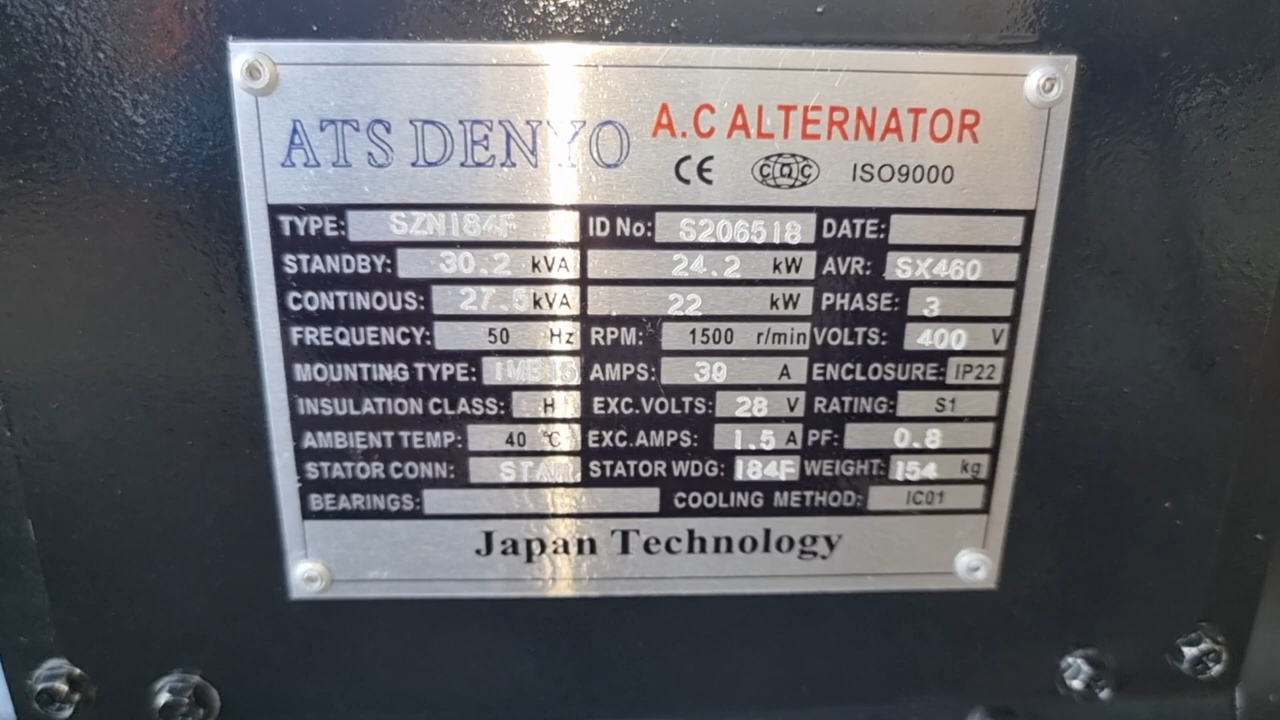 ATS DENYO A.C ALTERNATOR
CE CQC ISO9000
TYPE: SZN184F ID No: S206518 DATE:
STANDBY: 30.2 kVA 24.2 kW AVR: SX460
CONTINOUS: 27.5 kVA 22 kW PHASE: 3
FREQUENCY: 50 Hz RPM: 1500 r/min VOLTS: 400 V
MOUNTING TYPE: AMPS: 39 A ENCLOSURE: IP22
INSULATION CLASS: H EXC.VOLTS: 28 V RATING: S1
AMBIENT TEMP: 40 °C EXC.AMPS: 1.5 A PF: 0.8
STATOR CONN: STAR STATOR WDG: 184F WEIGHT: 154 kg
BEARINGS: COOLING METHOD: IC01
Japan Technology